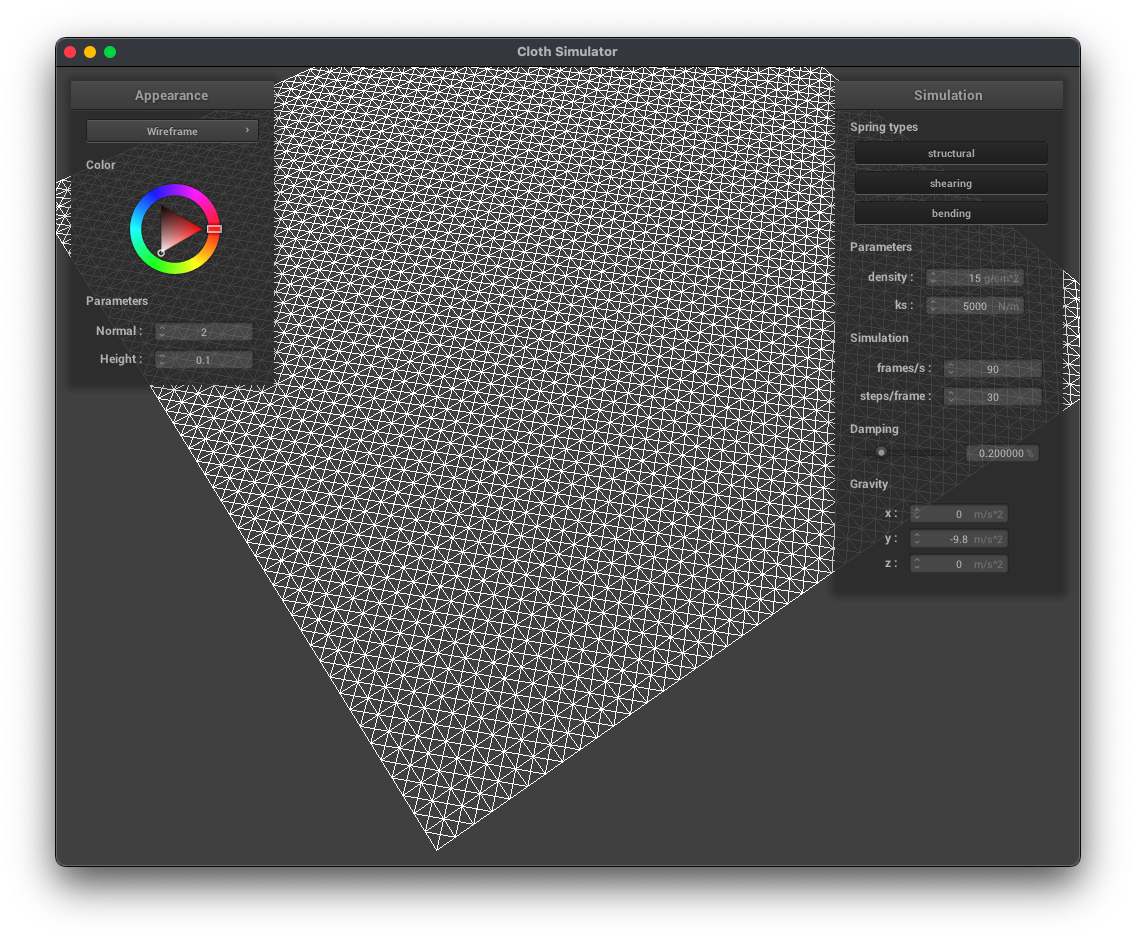 Cloth Simulator
Appearance
Wireframe ›
Color
Parameters
Normal : 2
Height : 0.1
Simulation
Spring types
structural
shearing
bending
Parameters
density : 15 g/cm^2
ks : 5000 N/m
Simulation
frames/s : 90
steps/frame : 30
Damping
0.200000 %
Gravity
x : 0 m/s^2
y : -9.8 m/s^2
z : 0 m/s^2